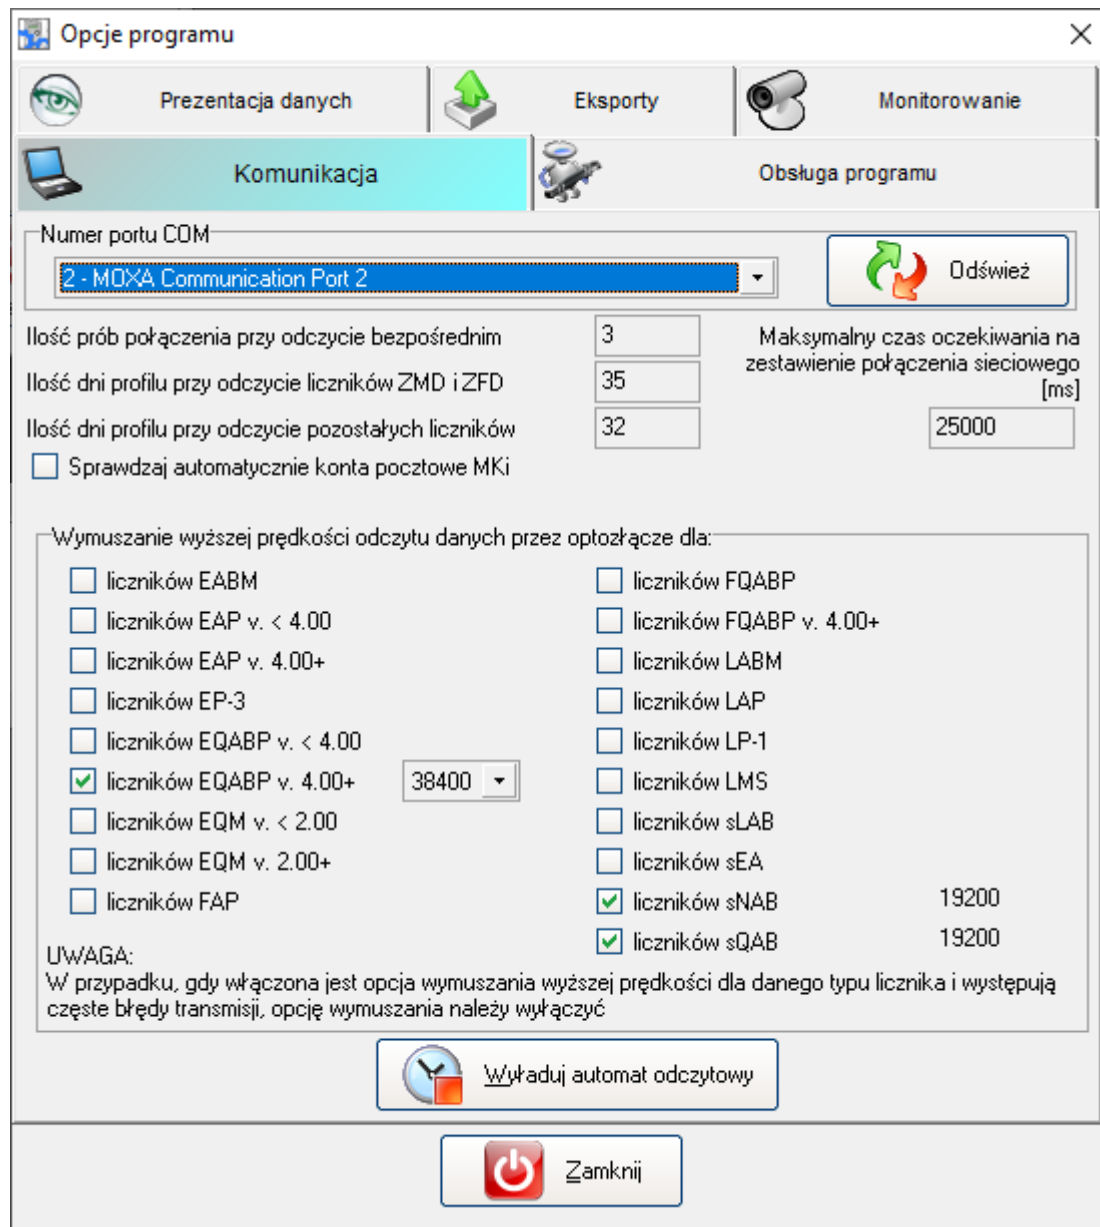 Opcje programu
Prezentacja danych
Eksporty
Monitorowanie
Komunikacja
Obsługa programu
Numer portu COM
2 - MOXA Communication Port 2
Odśwież
Ilość prób połączenia przy odczycie bezpośrednim
3
Ilość dni profilu przy odczycie liczników ZMD i ZFD
35
Ilość dni profilu przy odczycie pozostałych liczników
32
Maksymalny czas oczekiwania na
zestawienie połączenia sieciowego
[ms]
25000
Sprawdzaj automatycznie konta pocztowe MKi
Wymuszanie wyższej prędkości odczytu danych przez optozłącze dla:
liczników EABM
liczników EAP v. < 4.00
liczników EAP v. 4.00+
liczników EP-3
liczników EQABP v. < 4.00
liczników EQABP v. 4.00+ 38400
liczników EQM v. < 2.00
liczników EQM v. 2.00+
liczników FAP
liczników FQABP
liczników FQABP v. 4.00+
liczników LABM
liczników LAP
liczników LP-1
liczników LMS
liczników sLAB
liczników sEA
liczników sNAB 19200
liczników sQAB 19200
UWAGA:
W przypadku, gdy włączona jest opcja wymuszania wyższej prędkości dla danego typu licznika i występują
częste błędy transmisji, opcję wymuszania należy wyłączyć
Wyładuj automat odczytowy
Zamknij